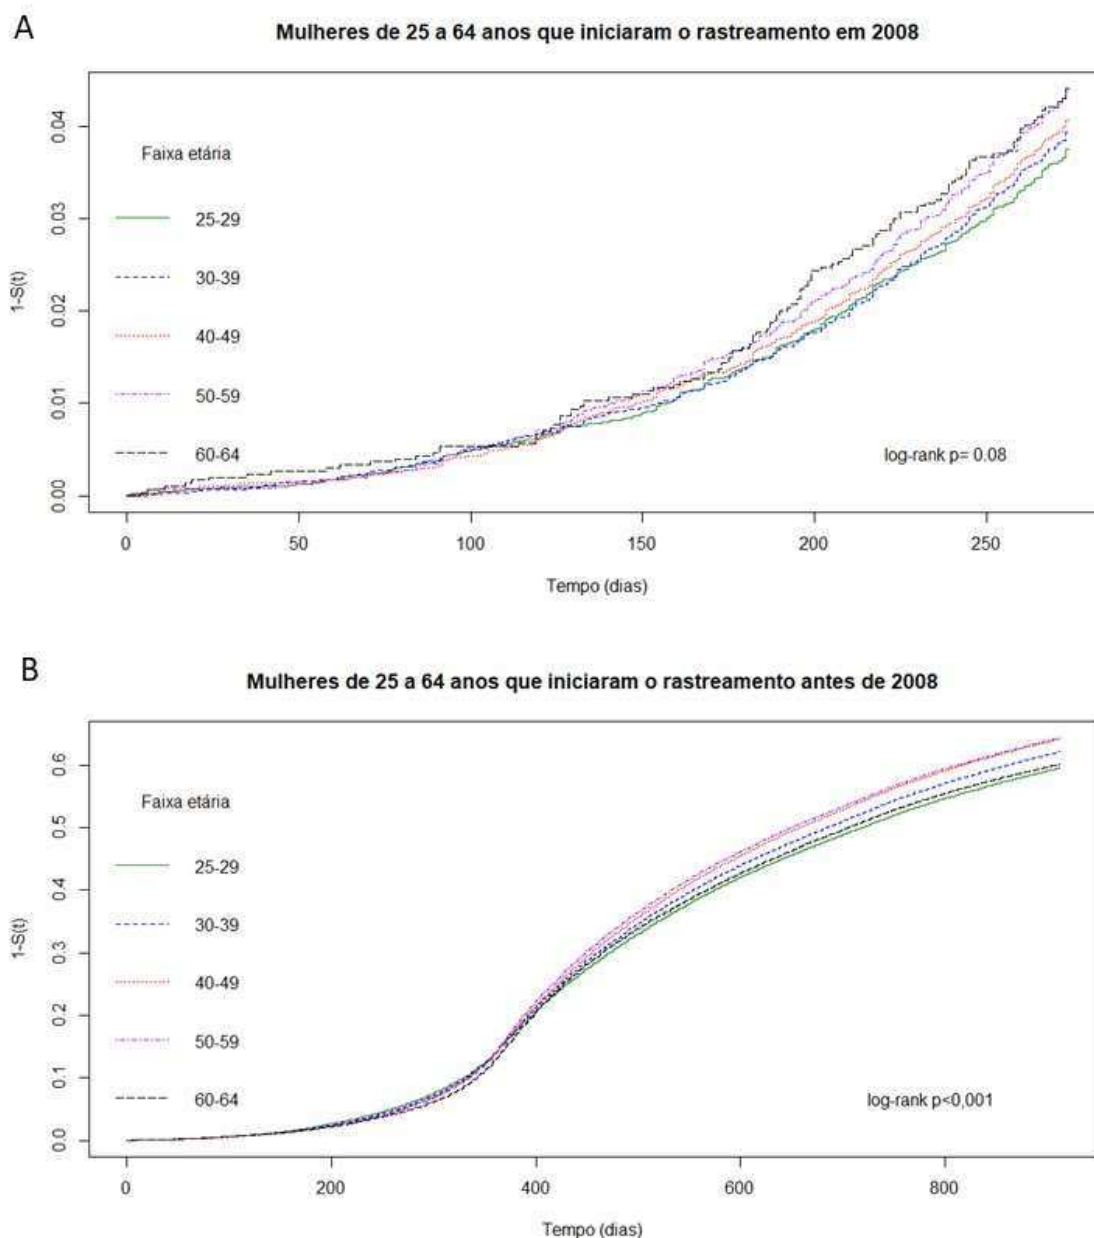 A
Mulheres de 25 a 64 anos que iniciaram o rastreamento em 2008
0.04
0.03
0.02
0.01
0.00
1-S(t)
Faixa etária
25-29
30-39
40-49
50-59
60-64
log-rank p= 0.08
0 50 100 150 200 250
Tempo (dias)
B
Mulheres de 25 a 64 anos que iniciaram o rastreamento antes de 2008
0.6
0.5
0.4
0.3
0.2
0.1
0.0
1-S(t)
Faixa etária
25-29
30-39
40-49
50-59
60-64
log-rank p<0,001
0 200 400 600 800
Tempo (dias)